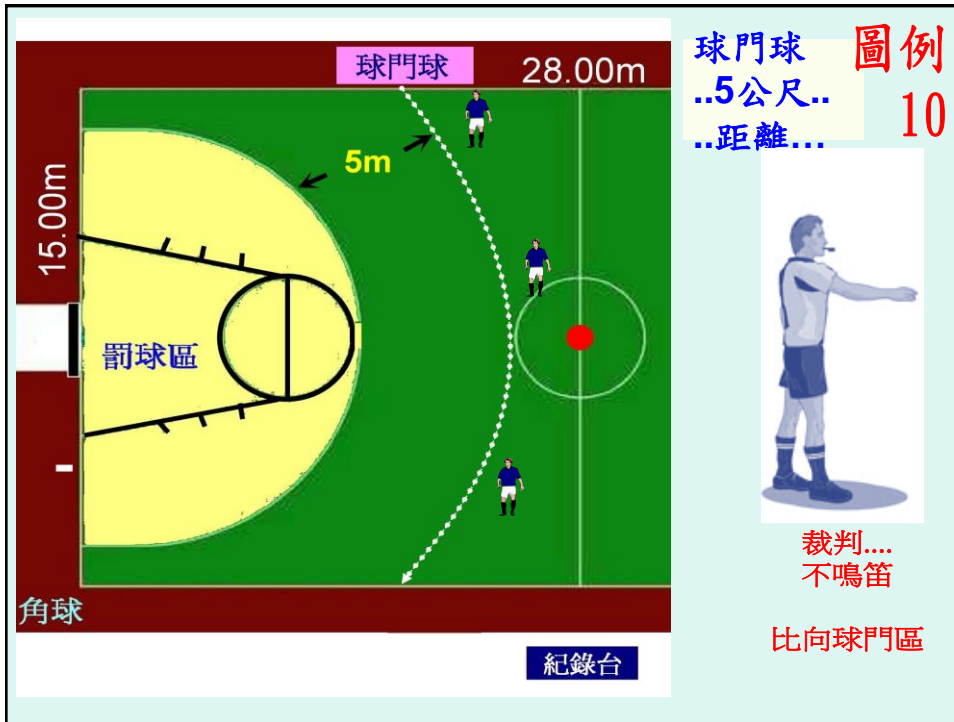 球門球
28.00m
5m
15.00m
罰球區
角球
紀錄台
球門球
..5公尺..
..距離...
圖例
10
裁判....
不鳴笛
比向球門區